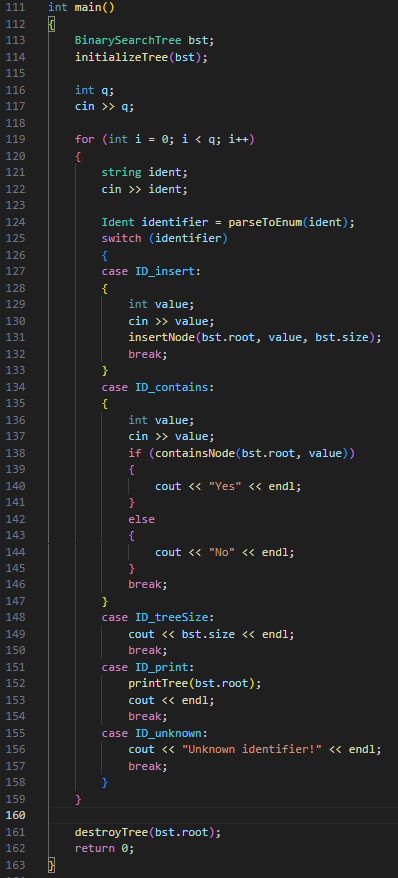 111 int main()
112 {
113     BinarySearchTree bst;
114     initializeTree(bst);
115
116     int q;
117     cin >> q;
118
119     for (int i = 0; i < q; i++)
120     {
121         string ident;
122         cin >> ident;
123
124         Ident identifier = parseToEnum(ident);
125         switch (identifier)
126         {
127         case ID_insert:
128         {
129             int value;
130             cin >> value;
131             insertNode(bst.root, value, bst.size);
132             break;
133         }
134         case ID_contains:
135         {
136             int value;
137             cin >> value;
138             if (containsNode(bst.root, value))
139             {
140                 cout << "Yes" << endl;
141             }
142             else
143             {
144                 cout << "No" << endl;
145             }
146             break;
147         }
148         case ID_treeSize:
149             cout << bst.size << endl;
150             break;
151         case ID_print:
152             printTree(bst.root);
153             cout << endl;
154             break;
155         case ID_unknown:
156             cout << "Unknown identifier!" << endl;
157             break;
158         }
159     }
160
161     destroyTree(bst.root);
162     return 0;
163 }